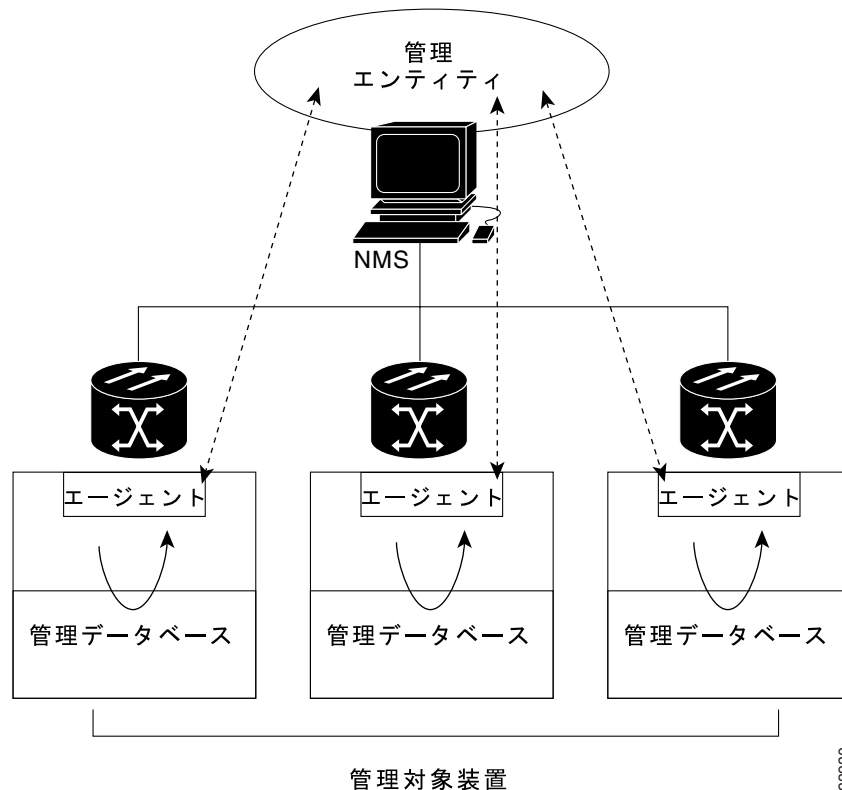 管理
エンティティ
NMS
エージェント
エージェント
エージェント
管理データベース
管理データベース
管理データベース
管理対象装置